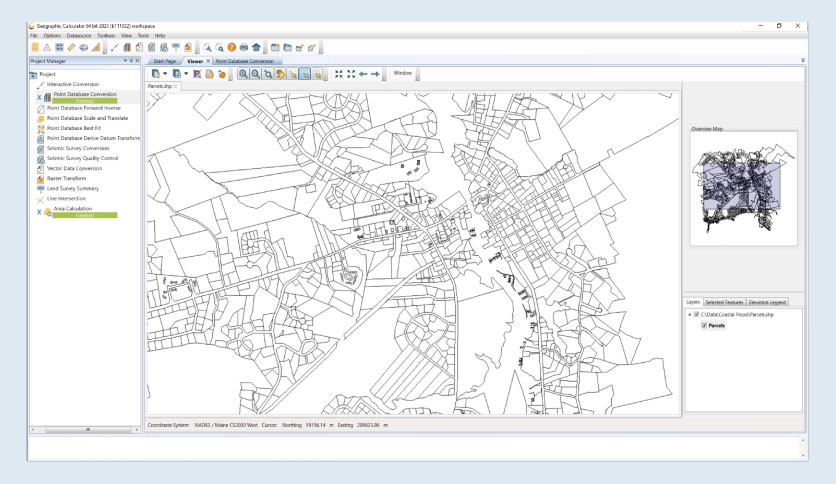 Geographic Calculator 64 bit 2023 (b111022) workspace
File Options Datasource Toolbars View Tools Help
Project Manager
Start Page Viewer Point Database Conversion
Window
Parcels.shp
Project
Interactive Conversion
Point Database Conversion
Finished
Point Database Forward Inverse
Point Database Scale and Translate
Point Database Best Fit
Point Database Derive Datum Transform
Seismic Survey Conversion
Seismic Survey Quality Control
Vector Data Conversion
Raster Transform
Land Survey Summary
Line Intersection
Area Calculation
Finished
Overview Map
Layers Selected Features Elevation Legend
C:\Data\Coastal Flood\Parcels.shp
Parcels
Coordinate System: NAD83 / Maine CS2000 West Cursor: Northing 59156.14 m Easting 289623.86 m